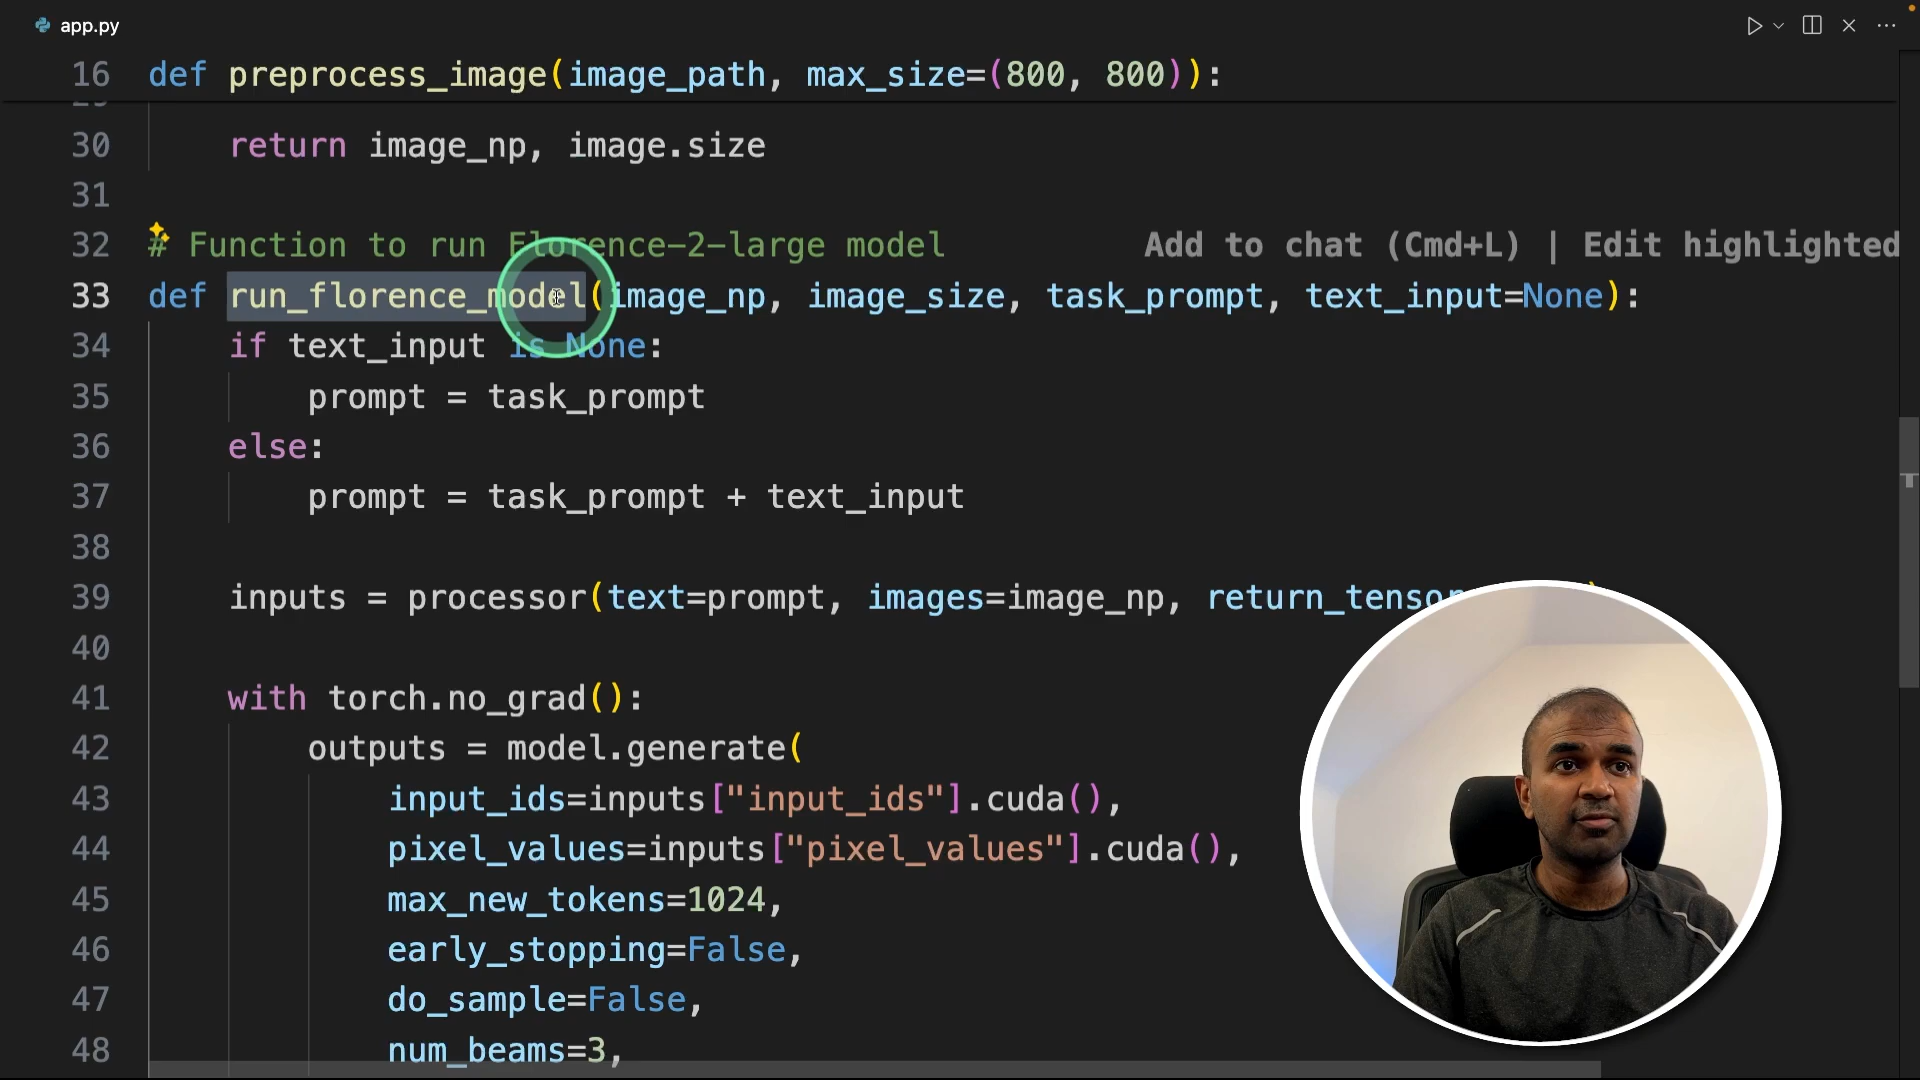 app.py
16 def preprocess_image(image_path, max_size=(800, 800)):
30 return image_np, image.size
31
32 # Function to run Florence-2-large model Add to chat (Cmd+L) | Edit highlighted
33 def run_florence_model(image_np, image_size, task_prompt, text_input=None):
34 if text_input is None:
35 prompt = task_prompt
36 else:
37 prompt = task_prompt + text_input
38
39 inputs = processor(text=prompt, images=image_np, return_tensor
40
41 with torch.no_grad():
42 outputs = model.generate(
43 input_ids=inputs["input_ids"].cuda(),
44 pixel_values=inputs["pixel_values"].cuda(),
45 max_new_tokens=1024,
46 early_stopping=False,
47 do_sample=False,
48 num_beams=3,